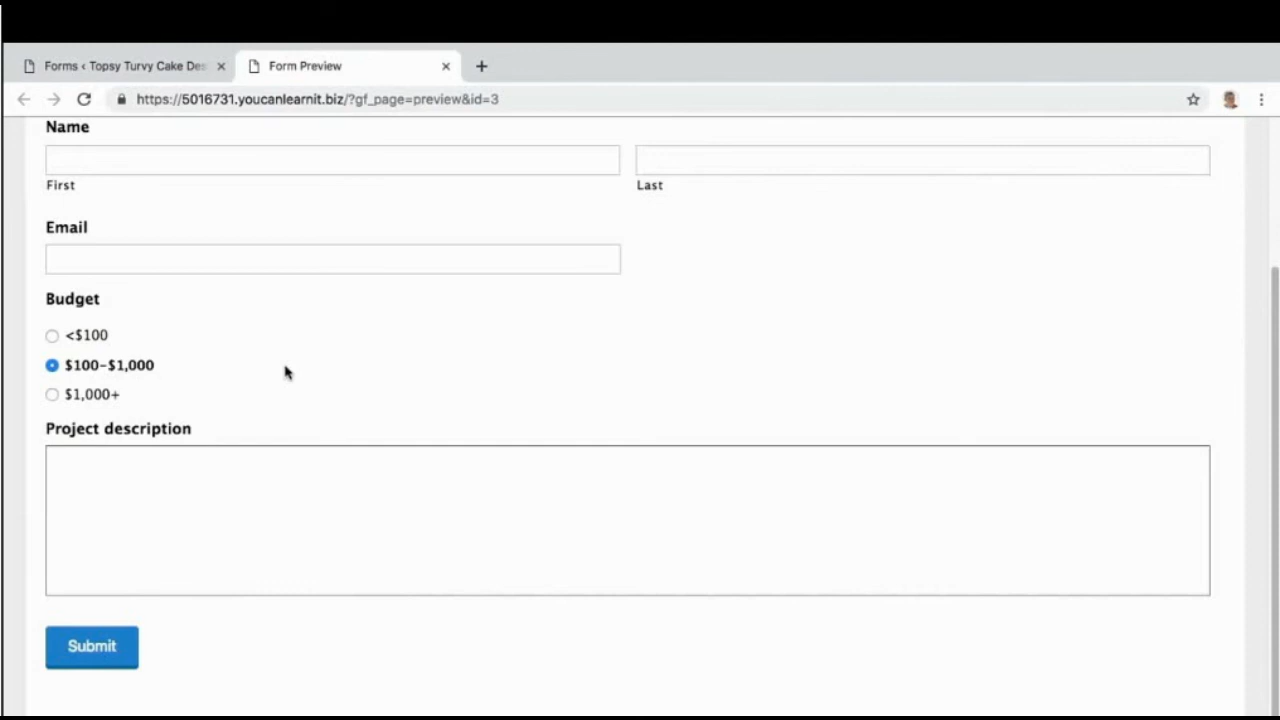 Forms < Topsy Turvy Cake Des
Form Preview
https://5016731.youcanlearnit.biz/?gf_page=preview&id=3
Name
First Last
Email
Budget
<$100
$100-$1,000
$1,000+
Project description
Submit